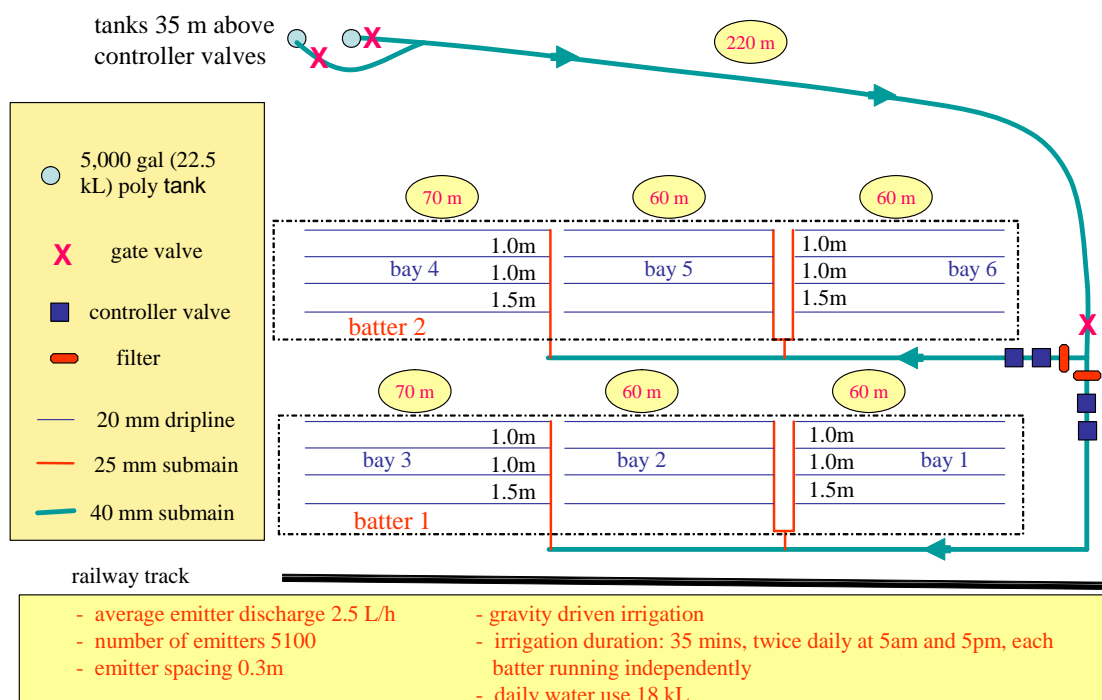 tanks 35 m above
controller valves
220 m
5,000 gal (22.5
kL) poly tank
gate valve
controller valve
filter
20 mm dripline
25 mm submain
40 mm submain
70 m
60 m
60 m
1.0m
1.0m
1.5m
bay 4
bay 5
1.0m
1.0m
1.5m
bay 6
batter 2
70 m
60 m
60 m
1.0m
1.0m
1.5m
bay 3
bay 2
1.0m
1.0m
1.5m
bay 1
batter 1
railway track
- average emitter discharge 2.5 L/h
- number of emitters 5100
- emitter spacing 0.3m
- gravity driven irrigation
- irrigation duration: 35 mins, twice daily at 5am and 5pm, each
batter running independently
- daily water use 18 kL